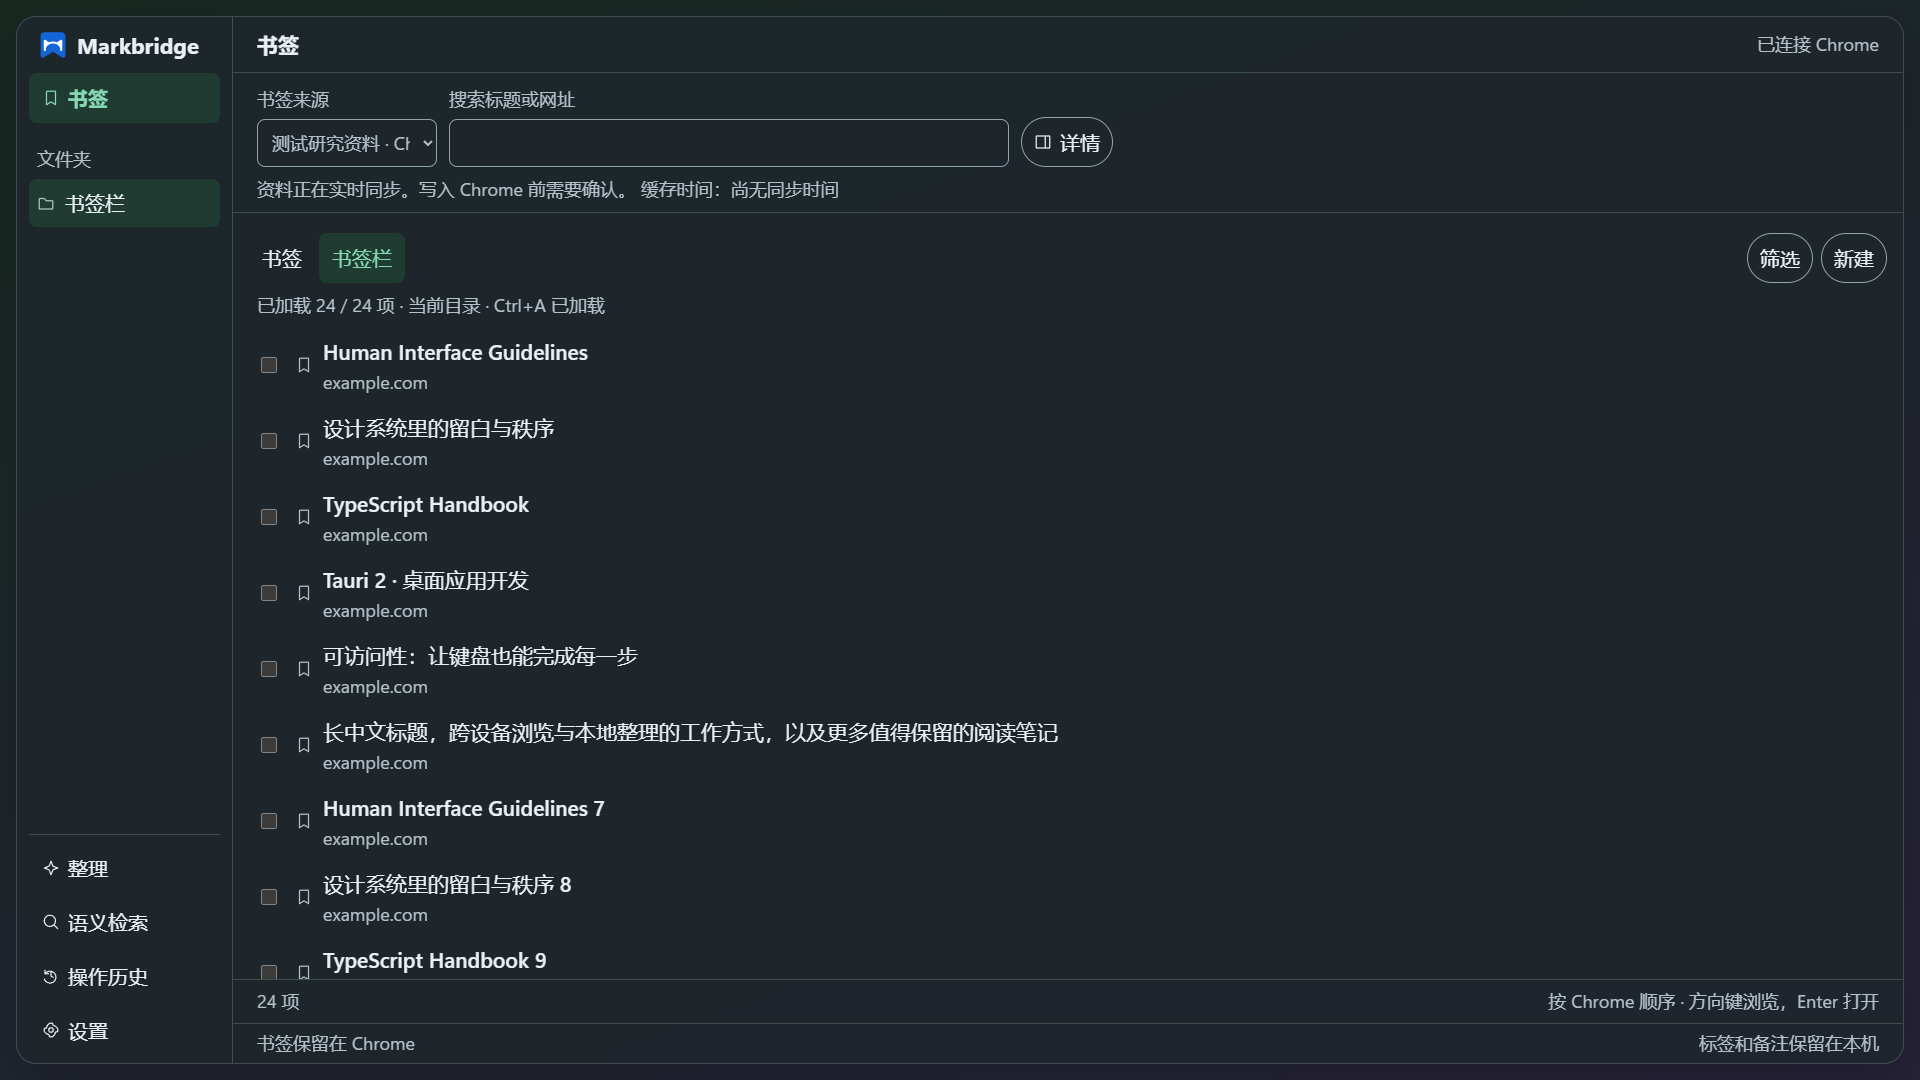 Markbridge
书签
文件夹
书签栏
整理
语义检索
操作历史
设置
书签
已连接 Chrome
书签来源
搜索标题或网址
测试研究资料 · Ch
详情
资料正在实时同步。写入 Chrome 前需要确认。 缓存时间：尚无同步时间
书签
书签栏
筛选
新建
已加载 24 / 24 项 · 当前目录 · Ctrl+A 已加载
Human Interface Guidelines
example.com
设计系统里的留白与秩序
example.com
TypeScript Handbook
example.com
Tauri 2 · 桌面应用开发
example.com
可访问性：让键盘也能完成每一步
example.com
长中文标题，跨设备浏览与本地整理的工作方式，以及更多值得保留的阅读笔记
example.com
Human Interface Guidelines 7
example.com
设计系统里的留白与秩序 8
example.com
TypeScript Handbook 9
24 项
按 Chrome 顺序 · 方向键浏览，Enter 打开
书签保留在 Chrome
标签和备注保留在本机